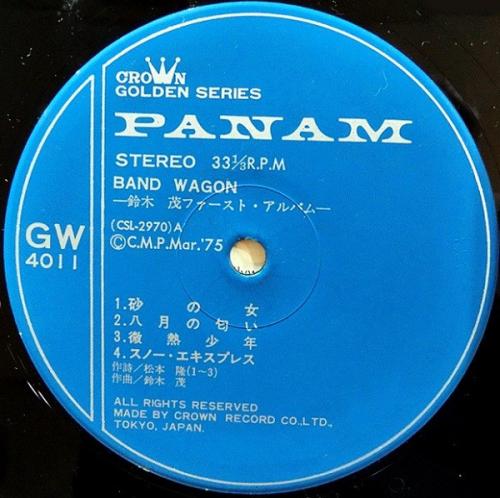 CROWN
GOLDEN SERIES
PANAM
STEREO 33⅓R.P.M
BAND WAGON
—鈴木 茂ファースト・アルバム—
(CSL-2970)A
©C.M.P.Mar.'75
GW
4011
1.砂の女
2.八月の匂い
3.微熱少年
4.スノー・エキスプレス
作詩/松本 隆(1~3)
作曲/鈴木 茂
ALL RIGHTS RESERVED
MADE BY CROWN RECORD CO.,LTD.,
TOKYO, JAPAN.